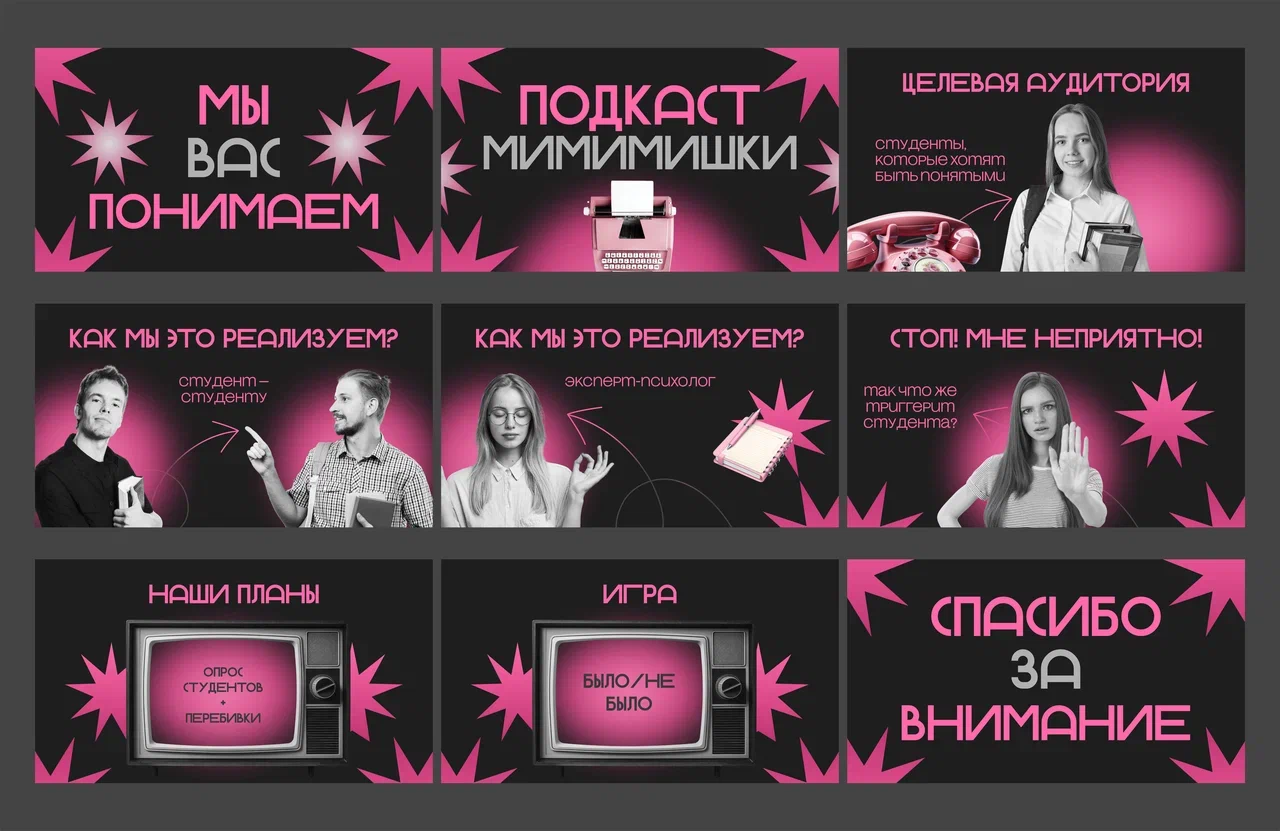 МЫ
ВАС
ПОНИМАЕМ
ПОДКАСТ
МИМИМИШКИ
ЦЕЛЕВАЯ АУДИТОРИЯ
студенты,
которые хотят
быть понятыми
КАК МЫ ЭТО РЕАЛИЗУЕМ?
студент –
студенту
КАК МЫ ЭТО РЕАЛИЗУЕМ?
эксперт-психолог
СТОП! МНЕ НЕПРИЯТНО!
так что же
триггерит
студента?
НАШИ ПЛАНЫ
ОПРОС
СТУДЕНТОВ
+
ПЕРЕБИВКИ
ИГРА
БЫЛО/НЕ
БЫЛО
СПАСИБО
ЗА
ВНИМАНИЕ